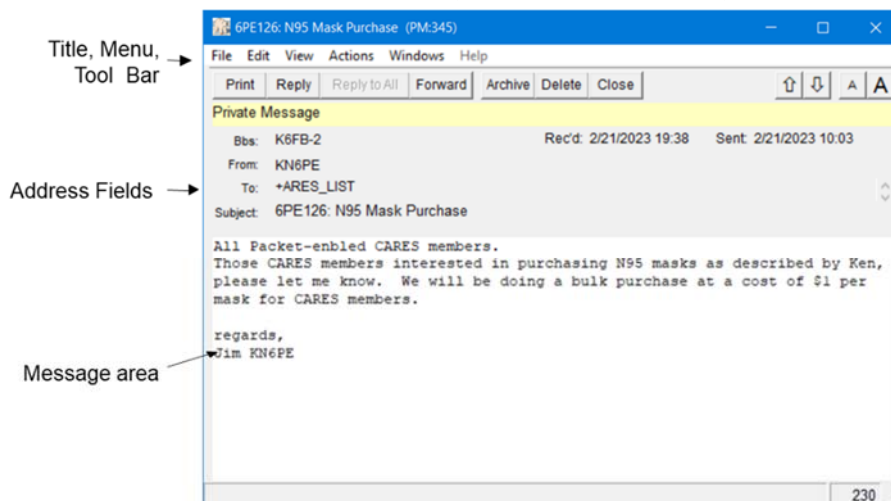 6PE126: N95 Mask Purchase (PM:345)
Title, Menu,
Tool Bar
File Edit View Actions Windows Help
Print Reply Reply to All Forward Archive Delete Close A A
Private Message
Bbs: K6FB-2 Rec'd: 2/21/2023 19:38 Sent: 2/21/2023 10:03
From: KN6PE
Address Fields
To: +ARES_LIST
Subject: 6PE126: N95 Mask Purchase
All Packet-enbled CARES members.
Those CARES members interested in purchasing N95 masks as described by Ken,
please let me know. We will be doing a bulk purchase at a cost of $1 per
mask for CARES members.
regards,
Jim KN6PE
Message area
230